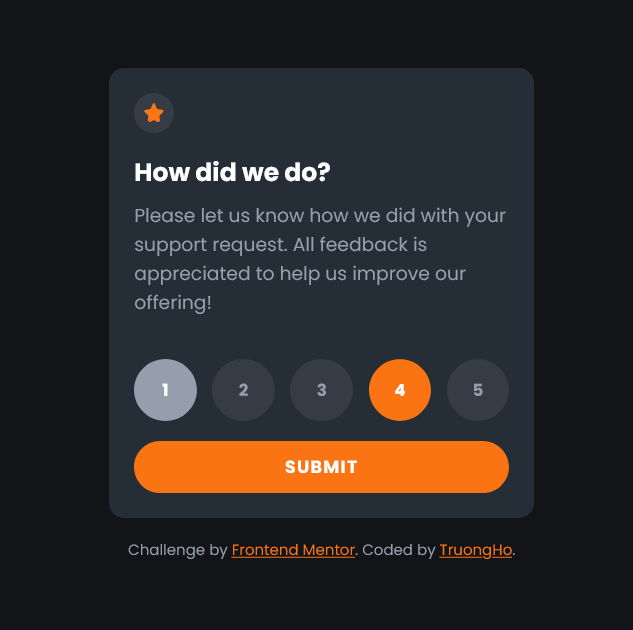 How did we do?
Please let us know how we did with your
support request. All feedback is
appreciated to help us improve our
offering!
1 2 3 4 5
SUBMIT
Challenge by Frontend Mentor. Coded by TruongHo.